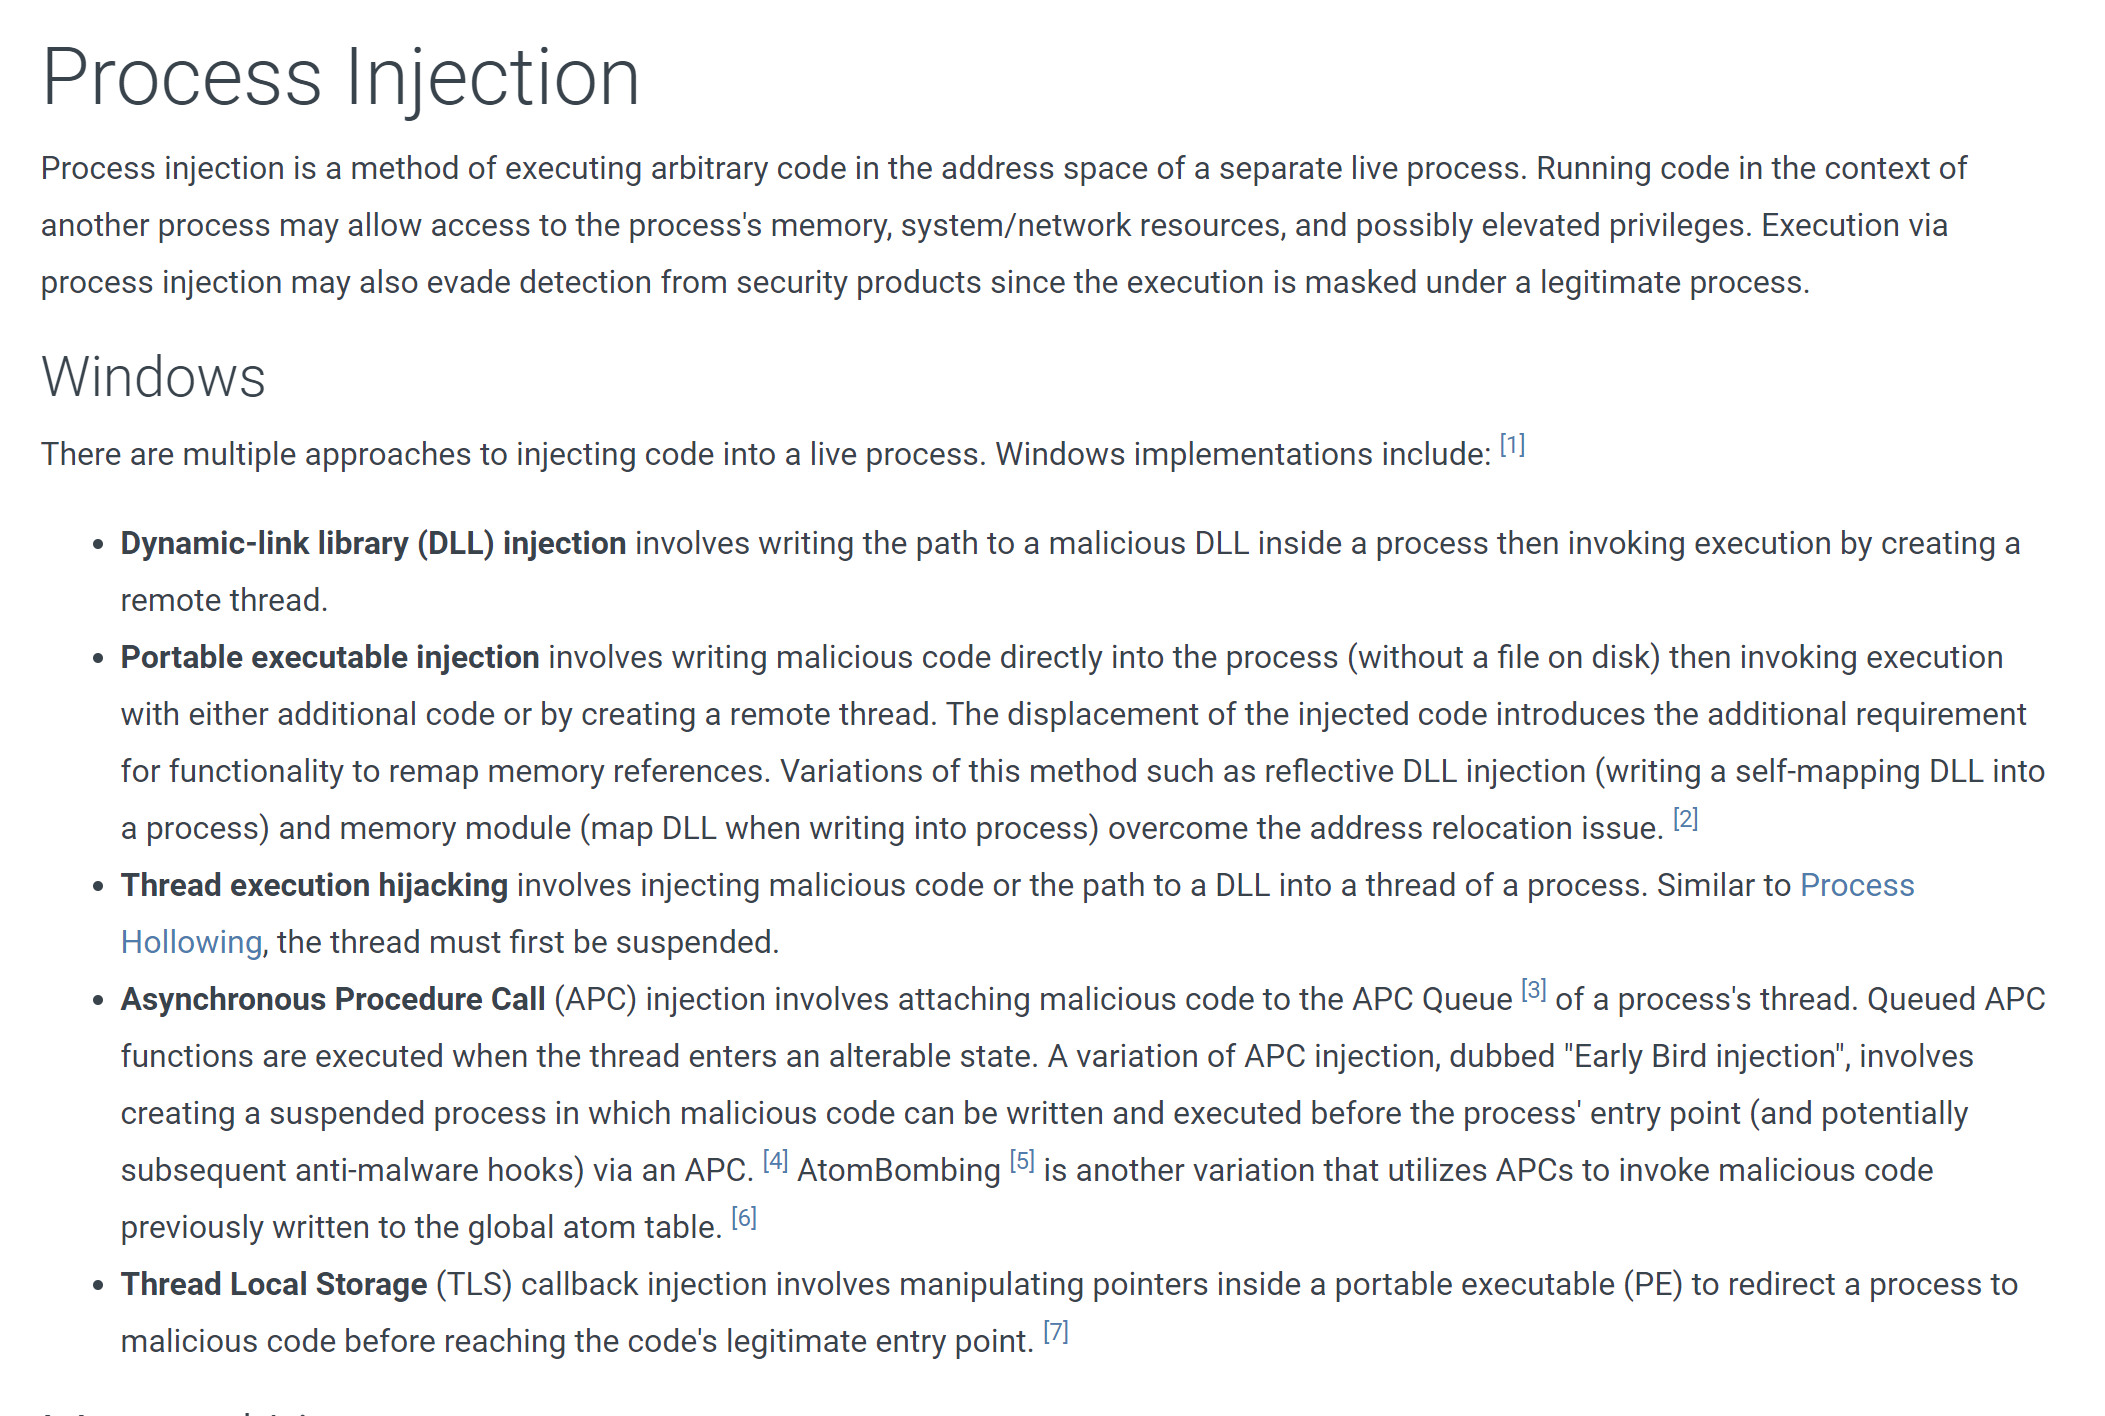 Process Injection
Process injection is a method of executing arbitrary code in the address space of a separate live process. Running code in the context of
another process may allow access to the process's memory, system/network resources, and possibly elevated privileges. Execution via
process injection may also evade detection from security products since the execution is masked under a legitimate process.
Windows
There are multiple approaches to injecting code into a live process. Windows implementations include: [1]
• Dynamic-link library (DLL) injection involves writing the path to a malicious DLL inside a process then invoking execution by creating a
remote thread.
• Portable executable injection involves writing malicious code directly into the process (without a file on disk) then invoking execution
with either additional code or by creating a remote thread. The displacement of the injected code introduces the additional requirement
for functionality to remap memory references. Variations of this method such as reflective DLL injection (writing a self-mapping DLL into
a process) and memory module (map DLL when writing into process) overcome the address relocation issue. [2]
• Thread execution hijacking involves injecting malicious code or the path to a DLL into a thread of a process. Similar to Process
Hollowing, the thread must first be suspended.
• Asynchronous Procedure Call (APC) injection involves attaching malicious code to the APC Queue [3] of a process's thread. Queued APC
functions are executed when the thread enters an alterable state. A variation of APC injection, dubbed "Early Bird injection", involves
creating a suspended process in which malicious code can be written and executed before the process' entry point (and potentially
subsequent anti-malware hooks) via an APC. [4] AtomBombing [5] is another variation that utilizes APCs to invoke malicious code
previously written to the global atom table. [6]
• Thread Local Storage (TLS) callback injection involves manipulating pointers inside a portable executable (PE) to redirect a process to
malicious code before reaching the code's legitimate entry point. [7]